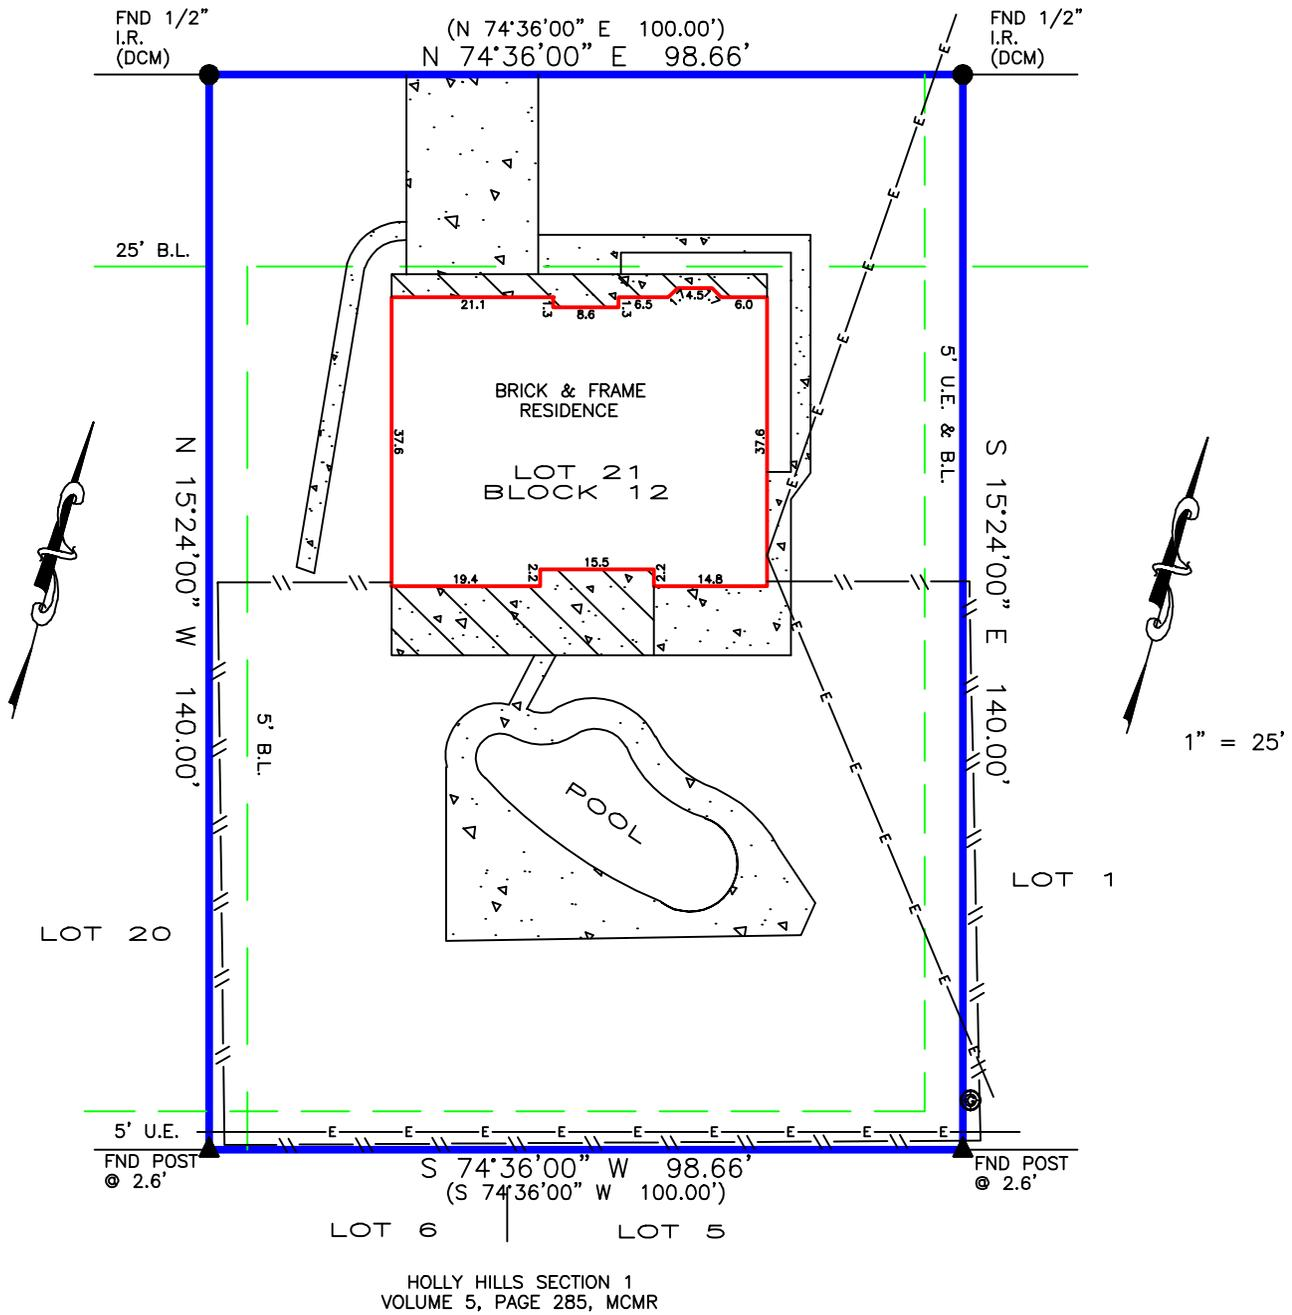 FND 1/2”
I.R.
(DCM)
(N 74°36'00” E 100.00')
N 74°36'00” E 98.66'
FND 1/2”
I.R.
(DCM)
E
E
E
E
E
E
E
25' B.L.
21.1
1.3
8.6
1.3
6.5
1.7
4.5
1.7
6.0
5' U.E. & B.L.
BRICK & FRAME
RESIDENCE
37.6
37.6
LOT 21
BLOCK 12
N 15°24'00” W 140.00'
S 15°24'00” E 140.00'
19.4
2.2
15.5
2.2
14.8
E
E
E
E
E
E
E
5' B.L.
1” = 25'
POOL
LOT 1
LOT 20
5' U.E.
E E E E E E E E
FND POST
@ 2.6'
S 74°36'00” W 98.66'
(S 74°36'00” W 100.00')
FND POST
@ 2.6'
LOT 6
LOT 5
HOLLY HILLS SECTION 1
VOLUME 5, PAGE 285, MCMR